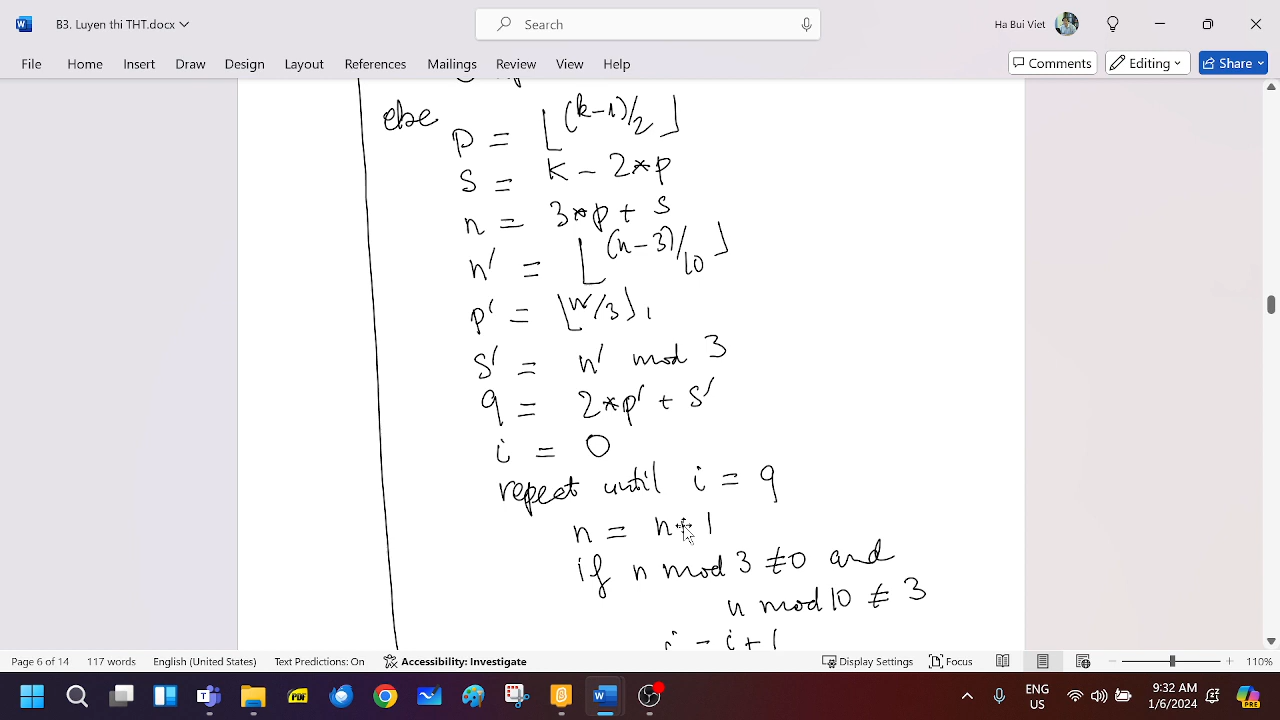 B3. Luyen thi THT.docx
Search
Ha Bui Viet
File Home Insert Draw Design Layout References Mailings Review View Help
Comments Editing Share
else
p = ⌊(k-1)/2⌋
s = k - 2*p
n = 3*p + s
n' = ⌊(n-3)/10⌋
p' = ⌊n'/3⌋
s' = n' mod 3
q = 2*p' + s'
i = 0
repeat until i = q
n = n+1
if n mod 3 ≠ 0 and
n mod 10 ≠ 3
i = i + 1
Page 6 of 14 117 words English (United States) Text Predictions: On Accessibility: Investigate Display Settings Focus 110%
ENG
US
9:32 AM
1/6/2024
PDF
PRE